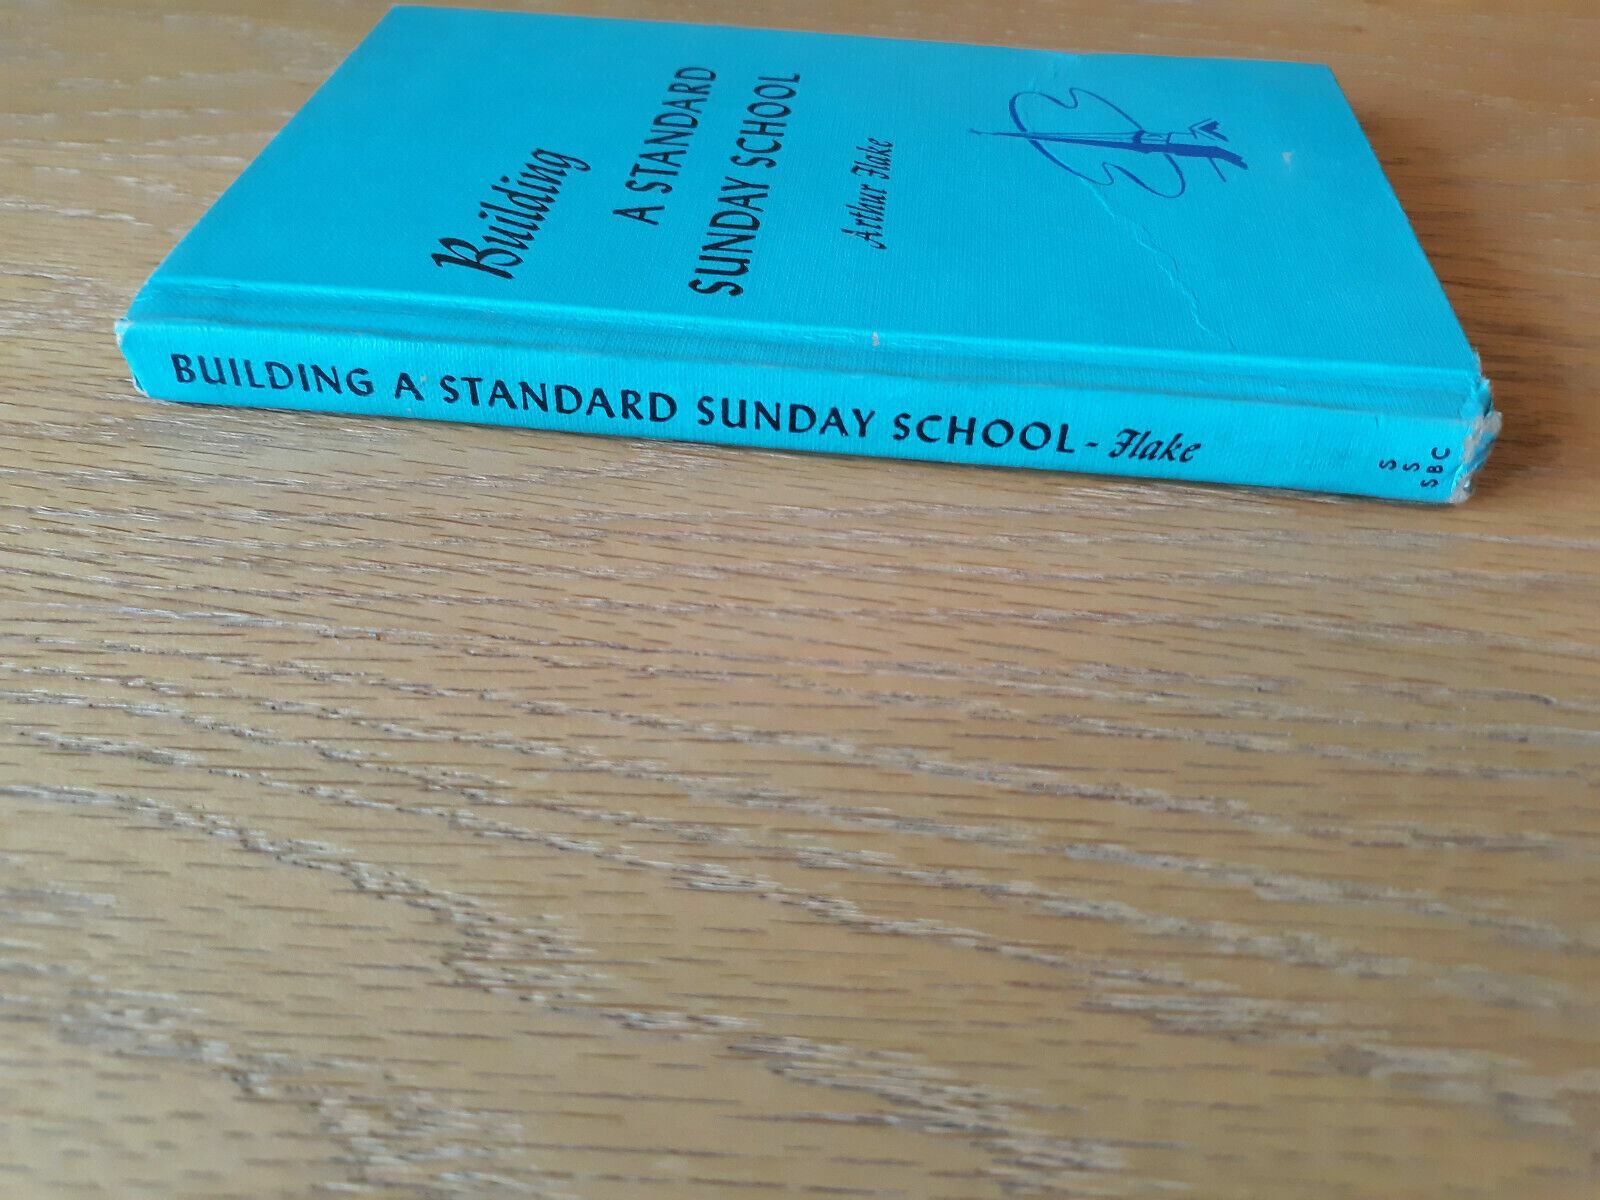 Building
A STANDARD
SUNDAY SCHOOL
Arthur Flake
BUILDING A STANDARD SUNDAY SCHOOL - Flake
S
S
SBC